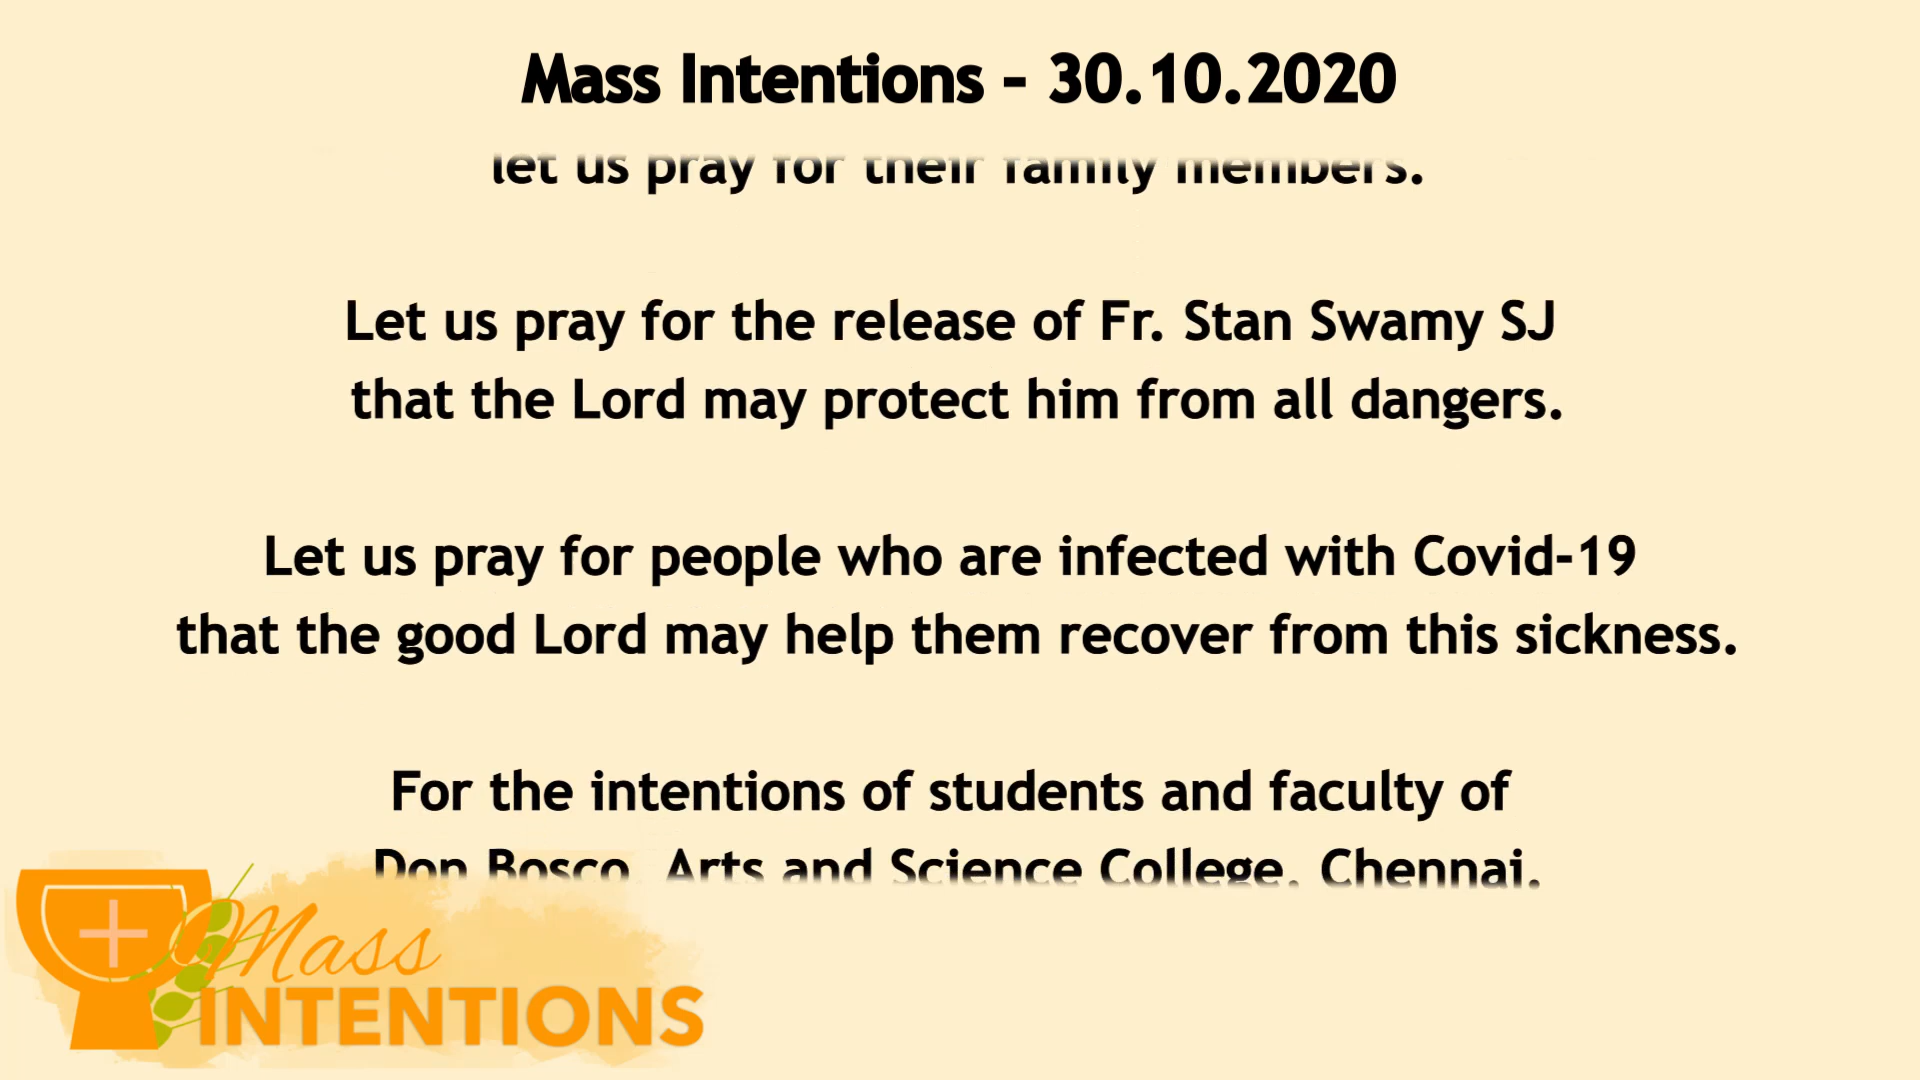 Mass Intentions – 30.10.2020
let us pray for their family members.
Let us pray for the release of Fr. Stan Swamy SJ
that the Lord may protect him from all dangers.
Let us pray for people who are infected with Covid-19
that the good Lord may help them recover from this sickness.
For the intentions of students and faculty of
Don Bosco, Arts and Science College, Chennai.
Mass
INTENTIONS